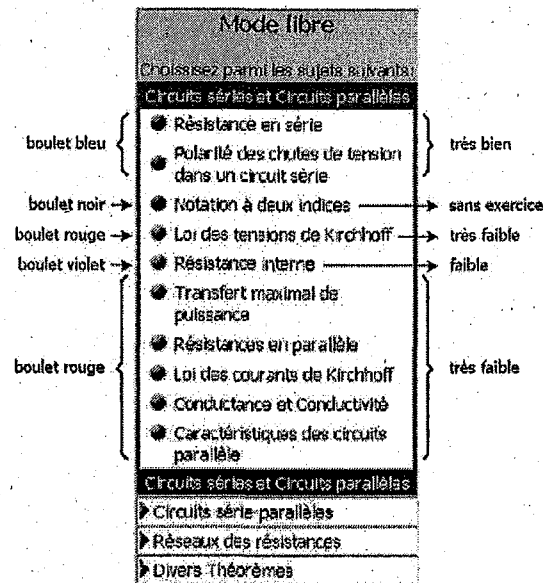 Mode libre
Choisissez parmi les sujets suivants:
Circuits séries et Circuits parallèles
boulet bleu
Résistance en série
Polarité des chutes de tension
dans un circuit série
très bien
boulet noir
Notation à deux indices
sans exercice
boulet rouge
Loi des tensions de Kirchhoff
très faible
boulet violet
Résistance interne
faible
boulet rouge
Transfert maximal de
puissance
Résistances en parallèle
Loi des courants de Kirchhoff
Conductance et Conductivité
Caractéristiques des circuits
parallèle
très faible
Circuits séries et Circuits parallèles
Circuits série parallèles
Réseaux des résistances
Divers Théorèmes